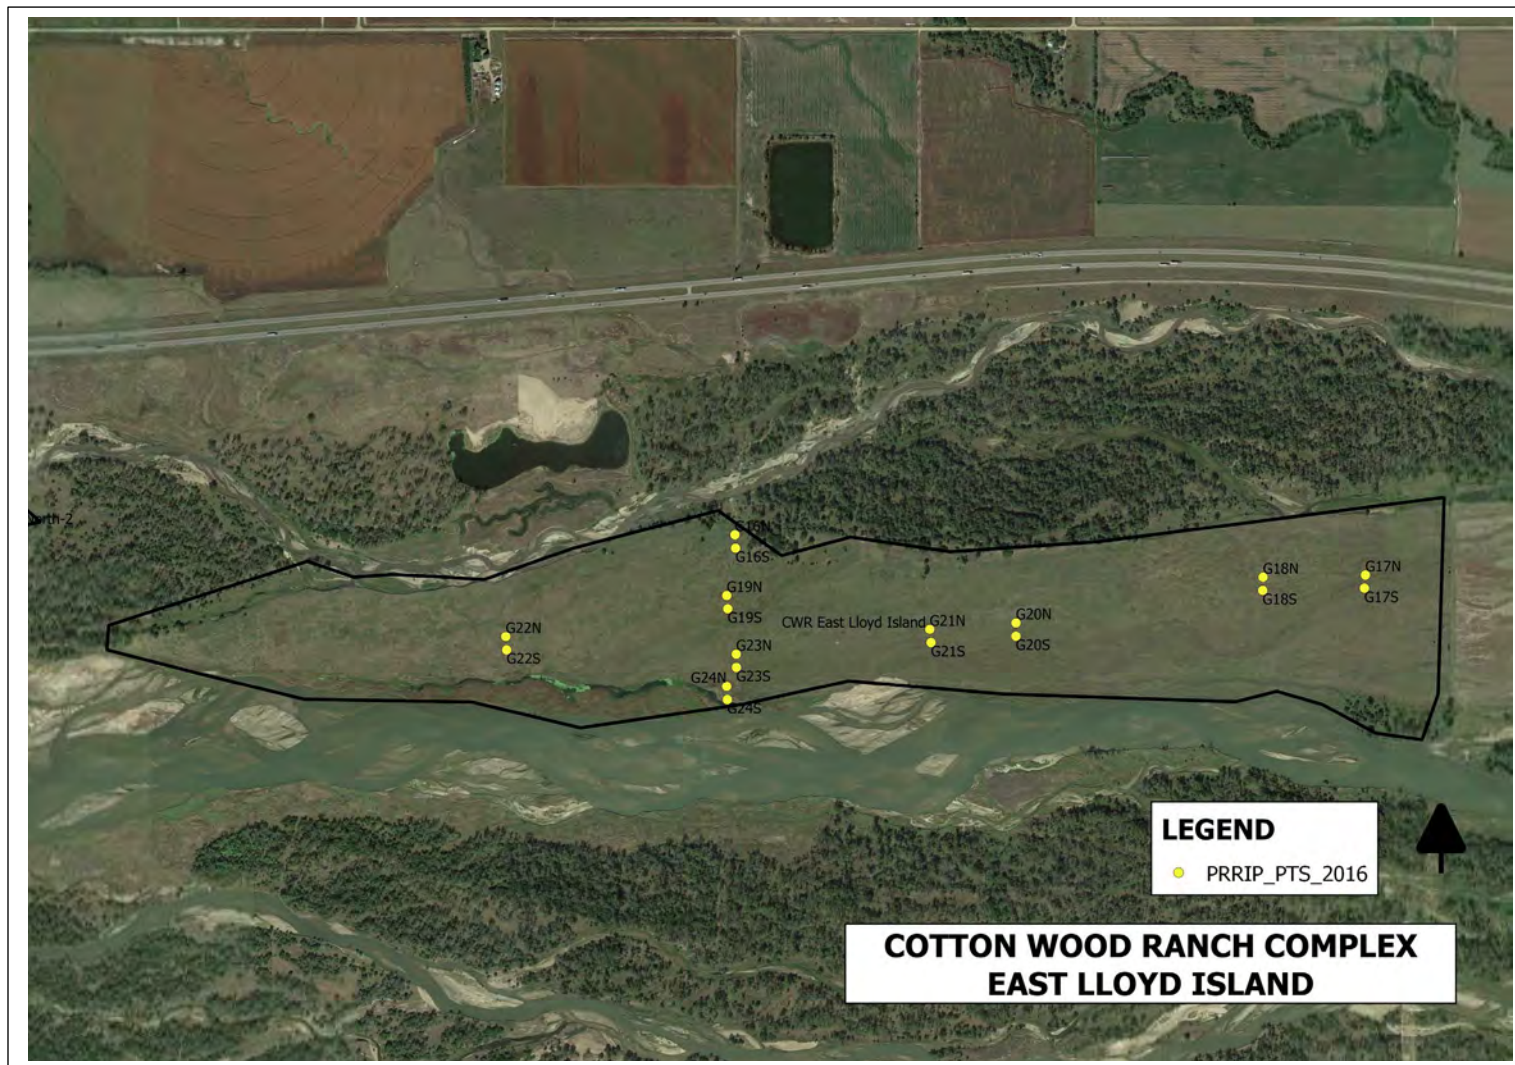 G16N
G16S
G18N
G17N
G18S
G17S
G19N
G19S
CWR East Lloyd Island
G21N
G20N
G21S
G20S
G22N
G22S
G23N
G23S
G24N
G24S
LEGEND
PRRIP_PTS_2016
COTTON WOOD RANCH COMPLEX
EAST LLOYD ISLAND